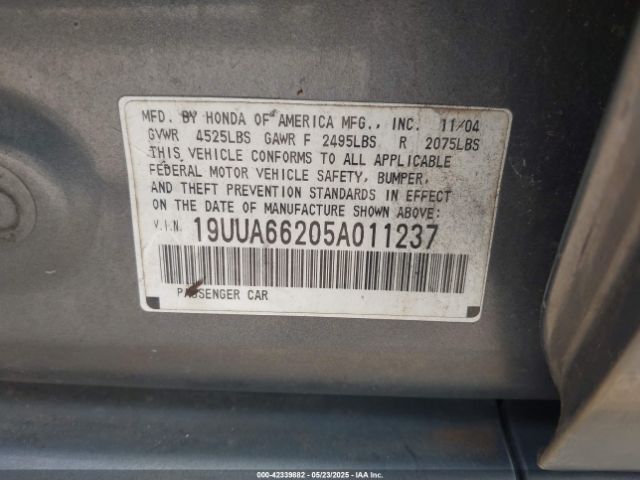 MFD. BY HONDA OF AMERICA MFG., INC. 11/04
GVWR 4525LBS GAWR F 2495LBS R 2075LBS
THIS VEHICLE CONFORMS TO ALL APPLICABLE
FEDERAL MOTOR VEHICLE SAFETY, BUMPER,
AND THEFT PREVENTION STANDARDS IN EFFECT
ON THE DATE OF MANUFACTURE SHOWN ABOVE:
V.I.N. 19UUA66205A011237
PASSENGER CAR
000-42339882 - 05/23/2025 - IAA Inc.